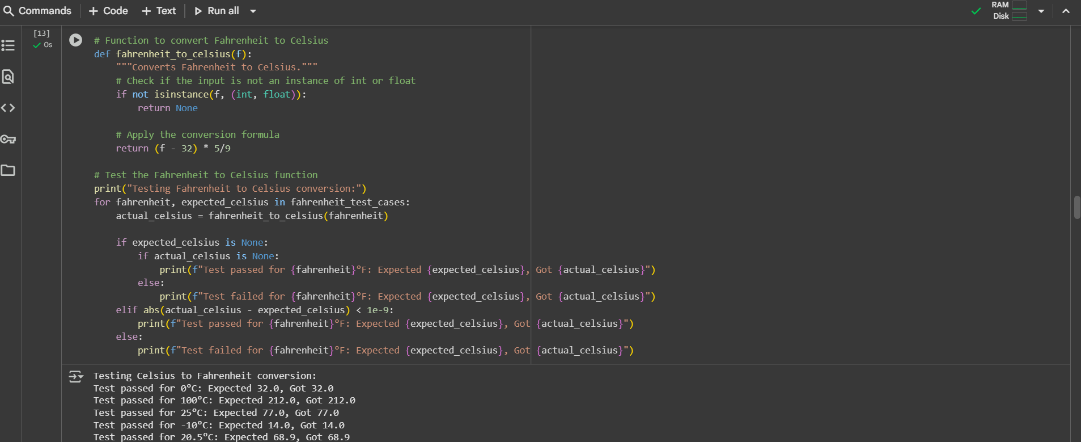 Commands + Code + Text Run all RAM Disk
[13]
0s
# Function to convert Fahrenheit to Celsius
def fahrenheit_to_celsius(f):
    """Converts Fahrenheit to Celsius."""
    # Check if the input is not an instance of int or float
    if not isinstance(f, (int, float)):
        return None

    # Apply the conversion formula
    return (f - 32) * 5/9

# Test the Fahrenheit to Celsius function
print("Testing Fahrenheit to Celsius conversion:")
for fahrenheit, expected_celsius in fahrenheit_test_cases:
    actual_celsius = fahrenheit_to_celsius(fahrenheit)

    if expected_celsius is None:
        if actual_celsius is None:
            print(f"Test passed for {fahrenheit}°F: Expected {expected_celsius}, Got {actual_celsius}")
        else:
            print(f"Test failed for {fahrenheit}°F: Expected {expected_celsius}, Got {actual_celsius}")
    elif abs(actual_celsius - expected_celsius) < 1e-9:
        print(f"Test passed for {fahrenheit}°F: Expected {expected_celsius}, Got {actual_celsius}")
    else:
        print(f"Test failed for {fahrenheit}°F: Expected {expected_celsius}, Got {actual_celsius}")
Testing Celsius to Fahrenheit conversion:
Test passed for 0°C: Expected 32.0, Got 32.0
Test passed for 100°C: Expected 212.0, Got 212.0
Test passed for 25°C: Expected 77.0, Got 77.0
Test passed for -10°C: Expected 14.0, Got 14.0
Test passed for 20.5°C: Expected 68.9, Got 68.9